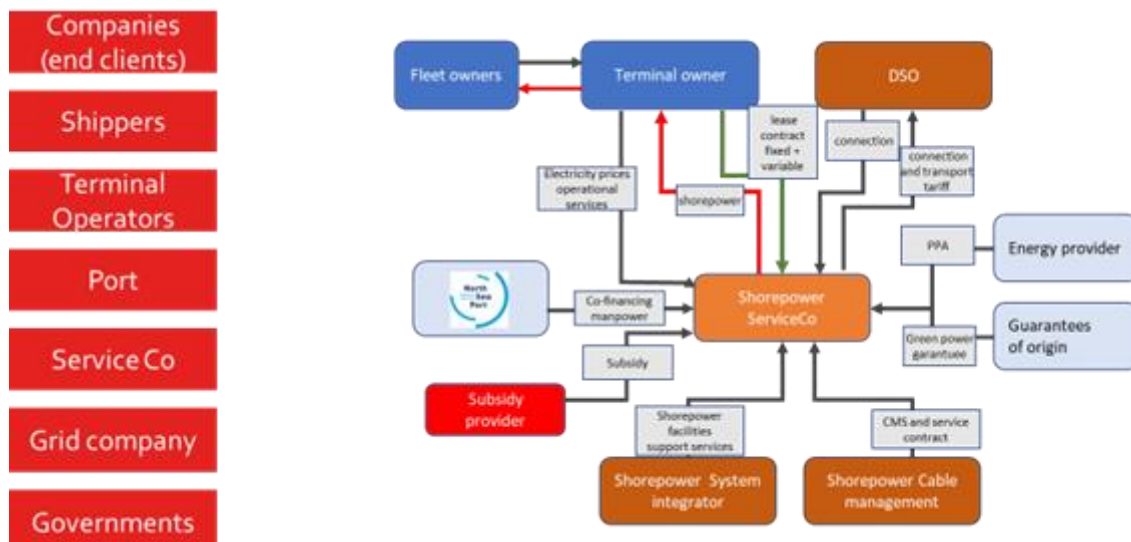 Companies
(end clients)
Shippers
Terminal
Operators
Port
Service Co
Grid company
Governments
Fleet owners
Terminal owner
DSO
lease
contract
fixed +
variable
connection
connection
and transport
tariff
Electricity prices
operational
services
shorepower
PPA
Energy provider
North
Sea
Port
Co-financing
manpower
Shorepower
ServiceCo
Green power
garantuee
Guarantees
of origin
Subsidy
Subsidy
provider
Shorepower
facilities
support services
CMS and service
contract
Shorepower System
integrator
Shorepower Cable
management